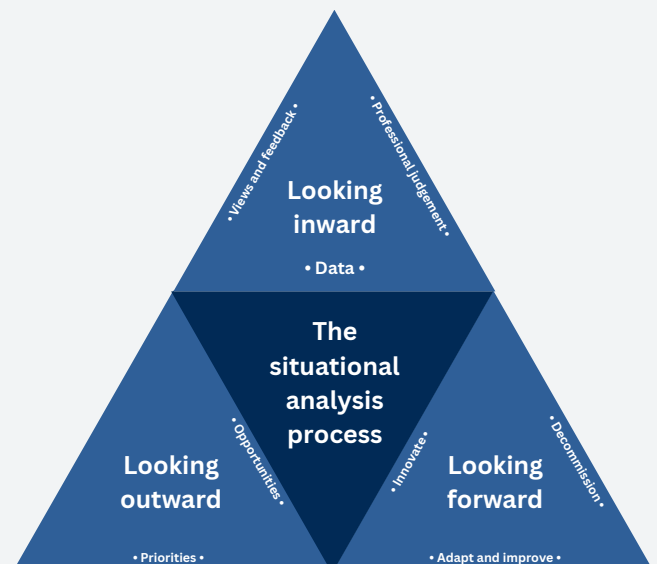 • Views and feedback •
• Professional judgement •
Looking
inward
• Data •
The
situational
analysis
process
• Opportunities •
Looking
outward
• Priorities •
• Innovate •
• Decommission •
Looking
forward
• Adapt and improve •